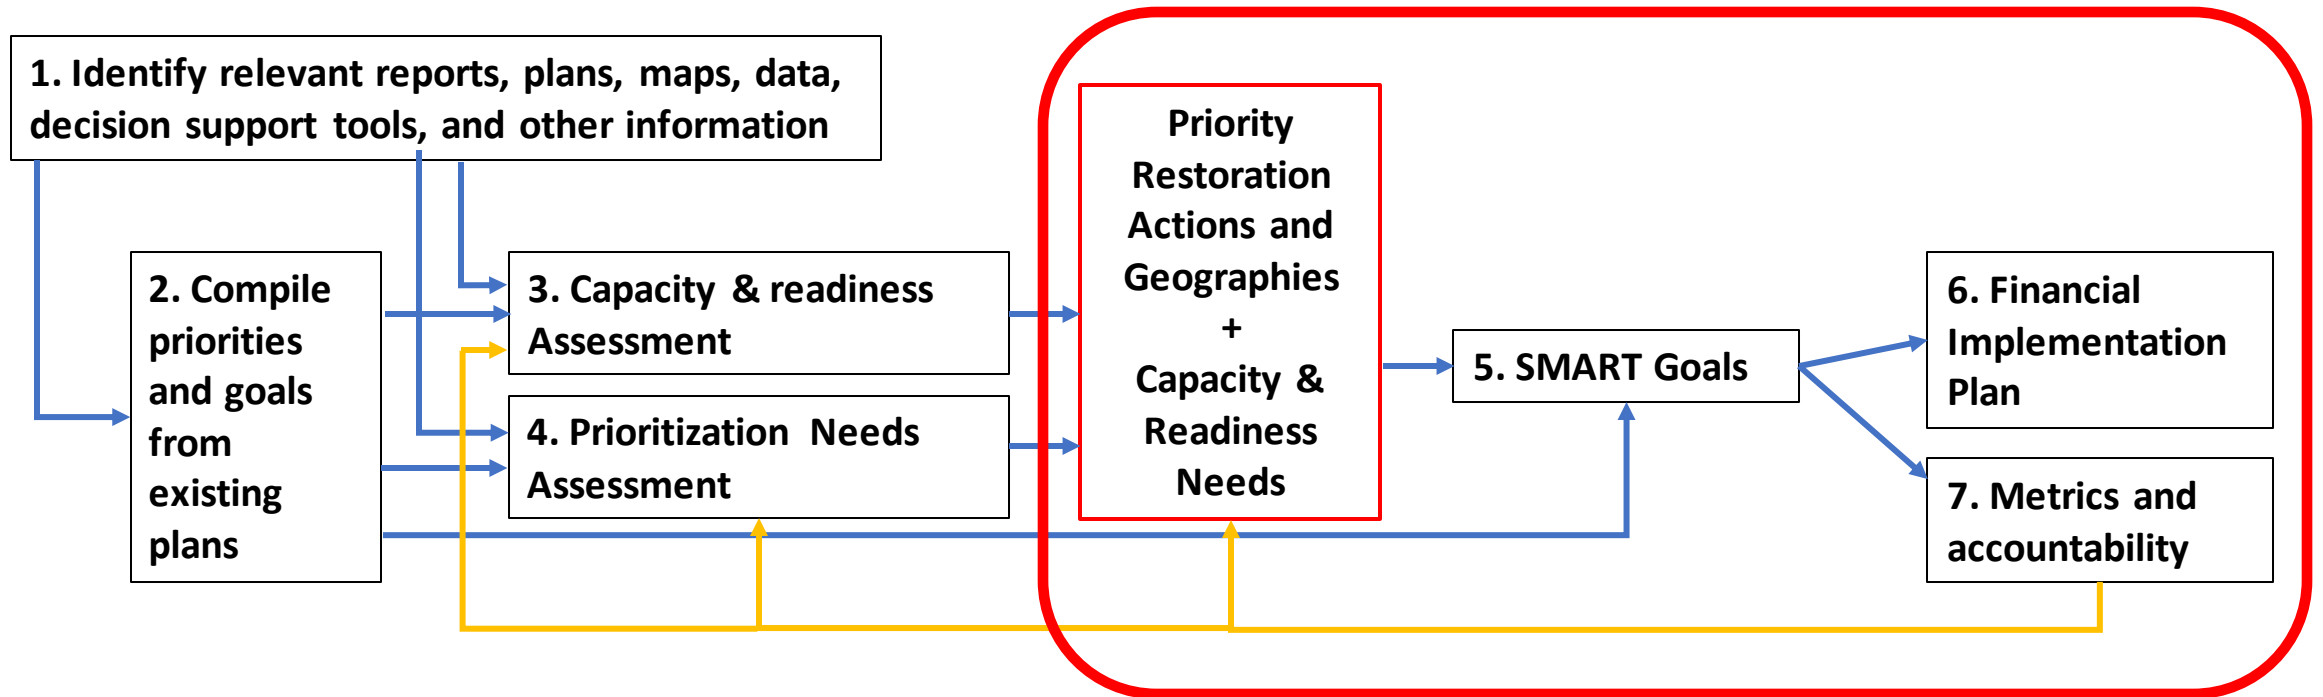 1. Identify relevant reports, plans, maps, data,
decision support tools, and other information
2. Compile
priorities
and goals
from
existing
plans
3. Capacity & readiness
Assessment
4. Prioritization Needs
Assessment
Priority
Restoration
Actions and
Geographies
+
Capacity &
Readiness
Needs
5. SMART Goals
6. Financial
Implementation
Plan
7. Metrics and
accountability